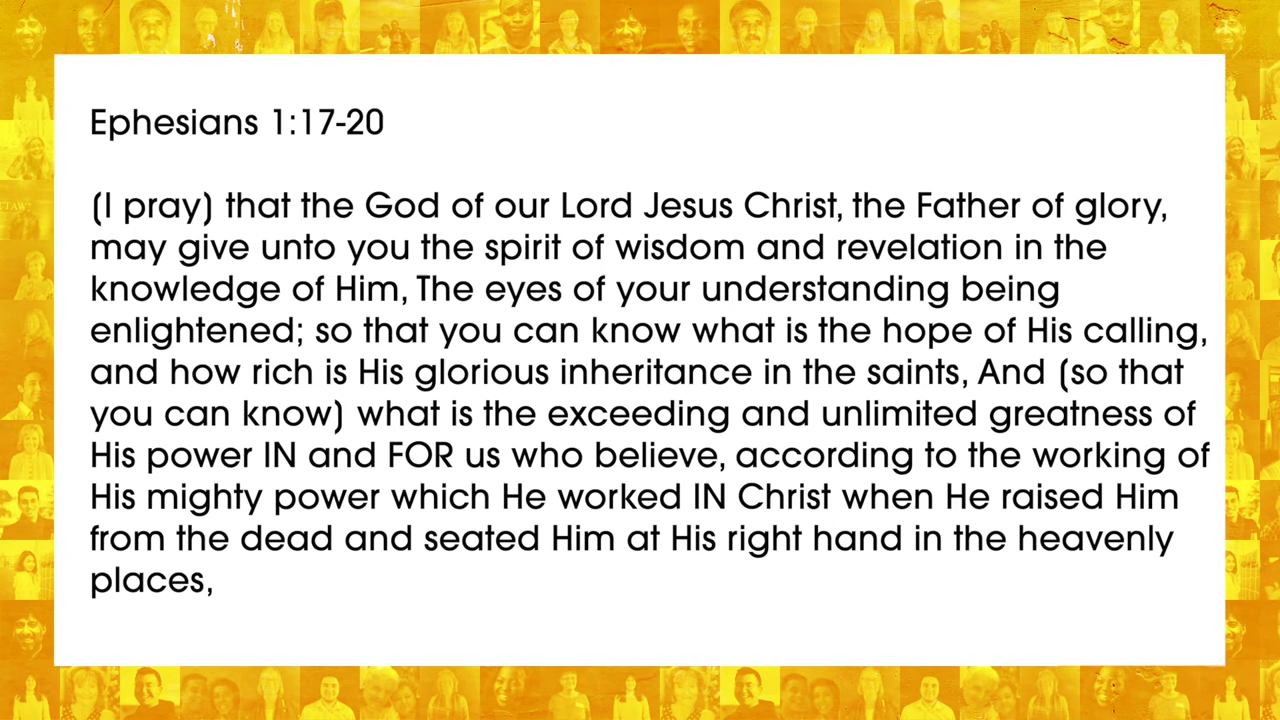 Ephesians 1:17-20
(I pray) that the God of our Lord Jesus Christ, the Father of glory,
may give unto you the spirit of wisdom and revelation in the
knowledge of Him, The eyes of your understanding being
enlightened; so that you can know what is the hope of His calling,
and how rich is His glorious inheritance in the saints, And (so that
you can know) what is the exceeding and unlimited greatness of
His power IN and FOR us who believe, according to the working of
His mighty power which He worked IN Christ when He raised Him
from the dead and seated Him at His right hand in the heavenly
places,